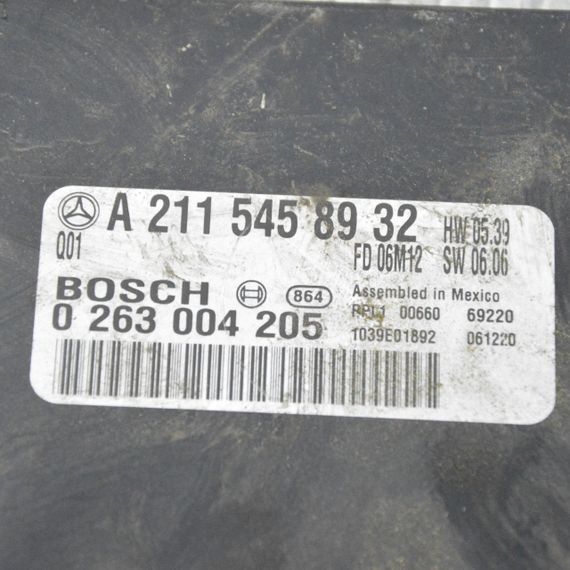 A 211 545 89 32 HW 05.39
Q01 FD 06M12 SW 06.06
BOSCH 864 Assembled in Mexico
0 263 004 205 PPL1 00660 69220
1039E01892 061220